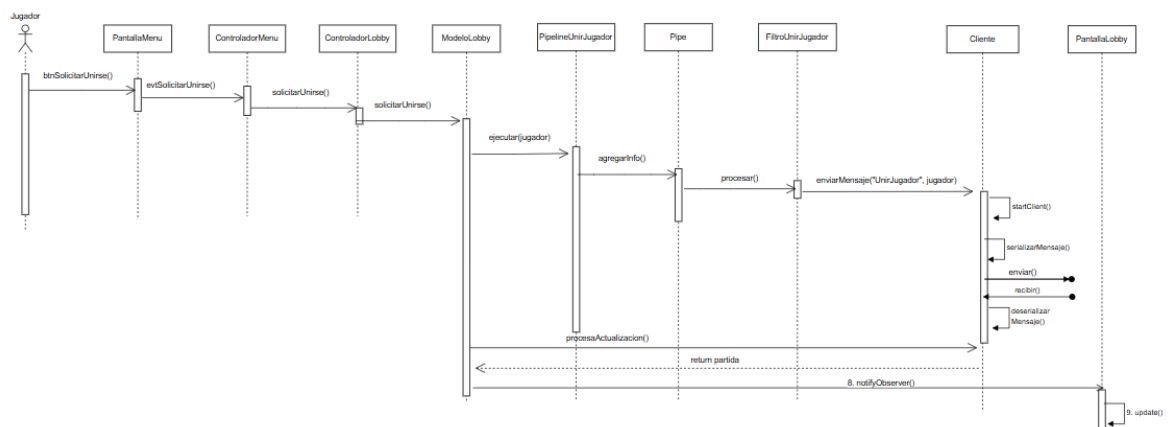 Jugador
PantallaMenu
ControladorMenu
ControladorLobby
ModeloLobby
PipelineUnirJugador
Pipe
FiltroUnirJugador
Cliente
PantallaLobby
btnSolicitarUnirse()
evtSolicitarUnirse()
solicitarUnirse()
solicitarUnirse()
ejecutar(jugador)
agregarInfo()
procesar()
enviarMensaje("UnirJugador", jugador)
startClient()
serializarMensaje()
enviar()
recibir()
deserializar
Mensaje()
procesaActualizacion()
return partida
8. notifyObserver()
9. update()